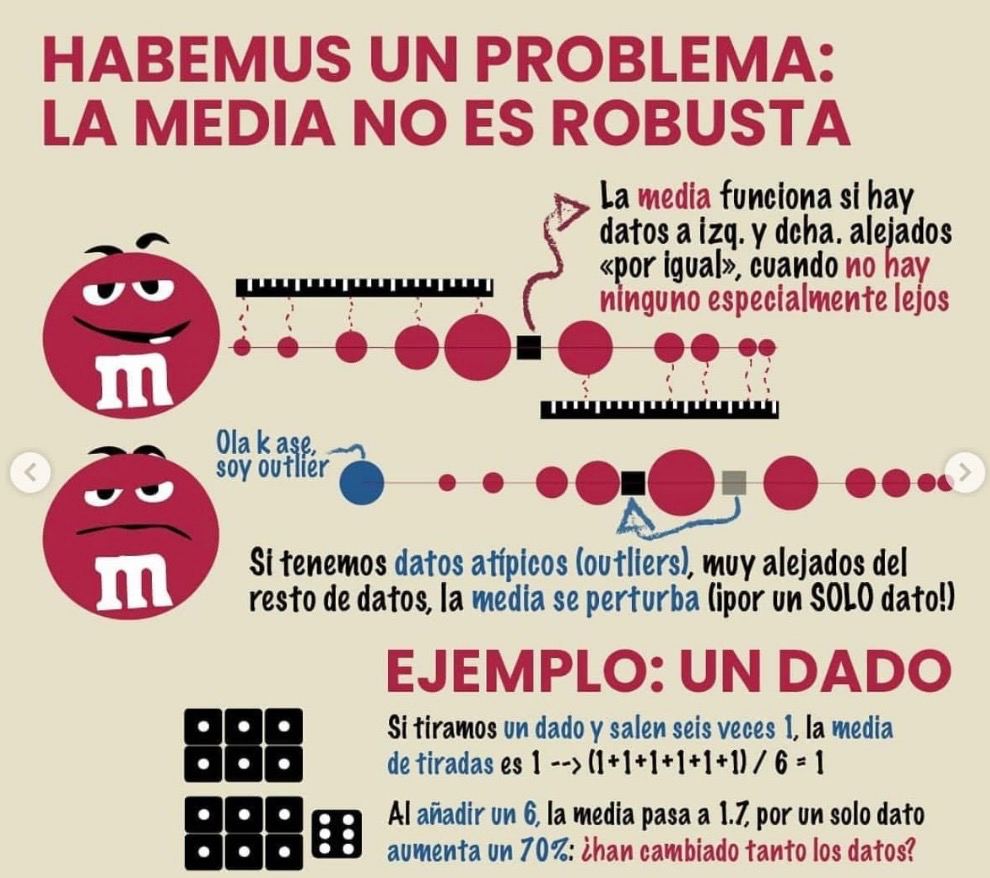 HABEMUS UN PROBLEMA:
LA MEDIA NO ES ROBUSTA
La media funciona si hay
datos a izq. y dcha. alejados
«por igual», cuando no hay
ninguno especialmente lejos
m
Ola k ase,
soy outlier
m
Si tenemos datos atípicos (outliers), muy alejados del
resto de datos, la media se perturba (¡por un SOLO dato!)
EJEMPLO: UN DADO
Si tiramos un dado y salen seis veces 1, la media
de tiradas es 1 --> (1+1+1+1+1+1) / 6 = 1
Al añadir un 6, la media pasa a 1.7, por un solo dato
aumenta un 70%: ¿han cambiado tanto los datos?